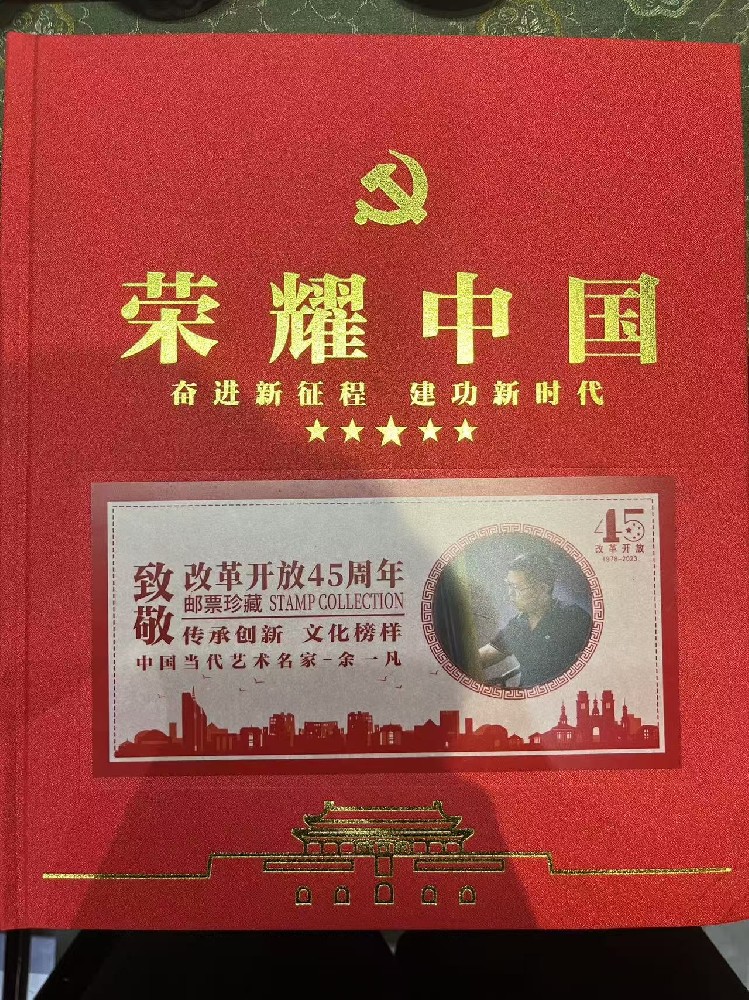 荣耀中国
奋进新征程 建功新时代
45
改革开放
1978-2023
致敬
改革开放45周年
邮票珍藏 STAMP COLLECTION
传承创新 文化榜样
中国当代艺术名家-余一凡